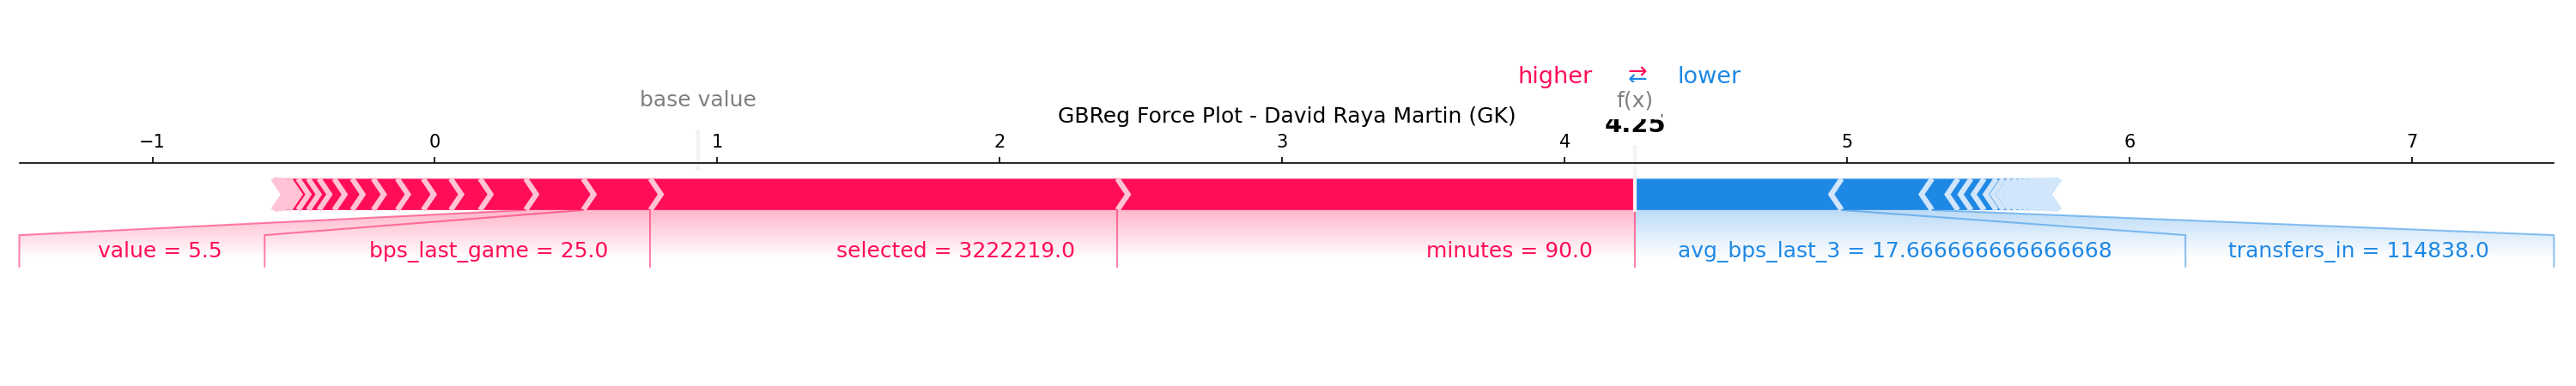 higher ⇄ lower
base value
f(x)
GBReg Force Plot - David Raya Martin (GK)
4.25
−1 0 1 2 3 4 5 6 7
value = 5.5 bps_last_game = 25.0 selected = 3222219.0 minutes = 90.0 avg_bps_last_3 = 17.666666666666668 transfers_in = 114838.0